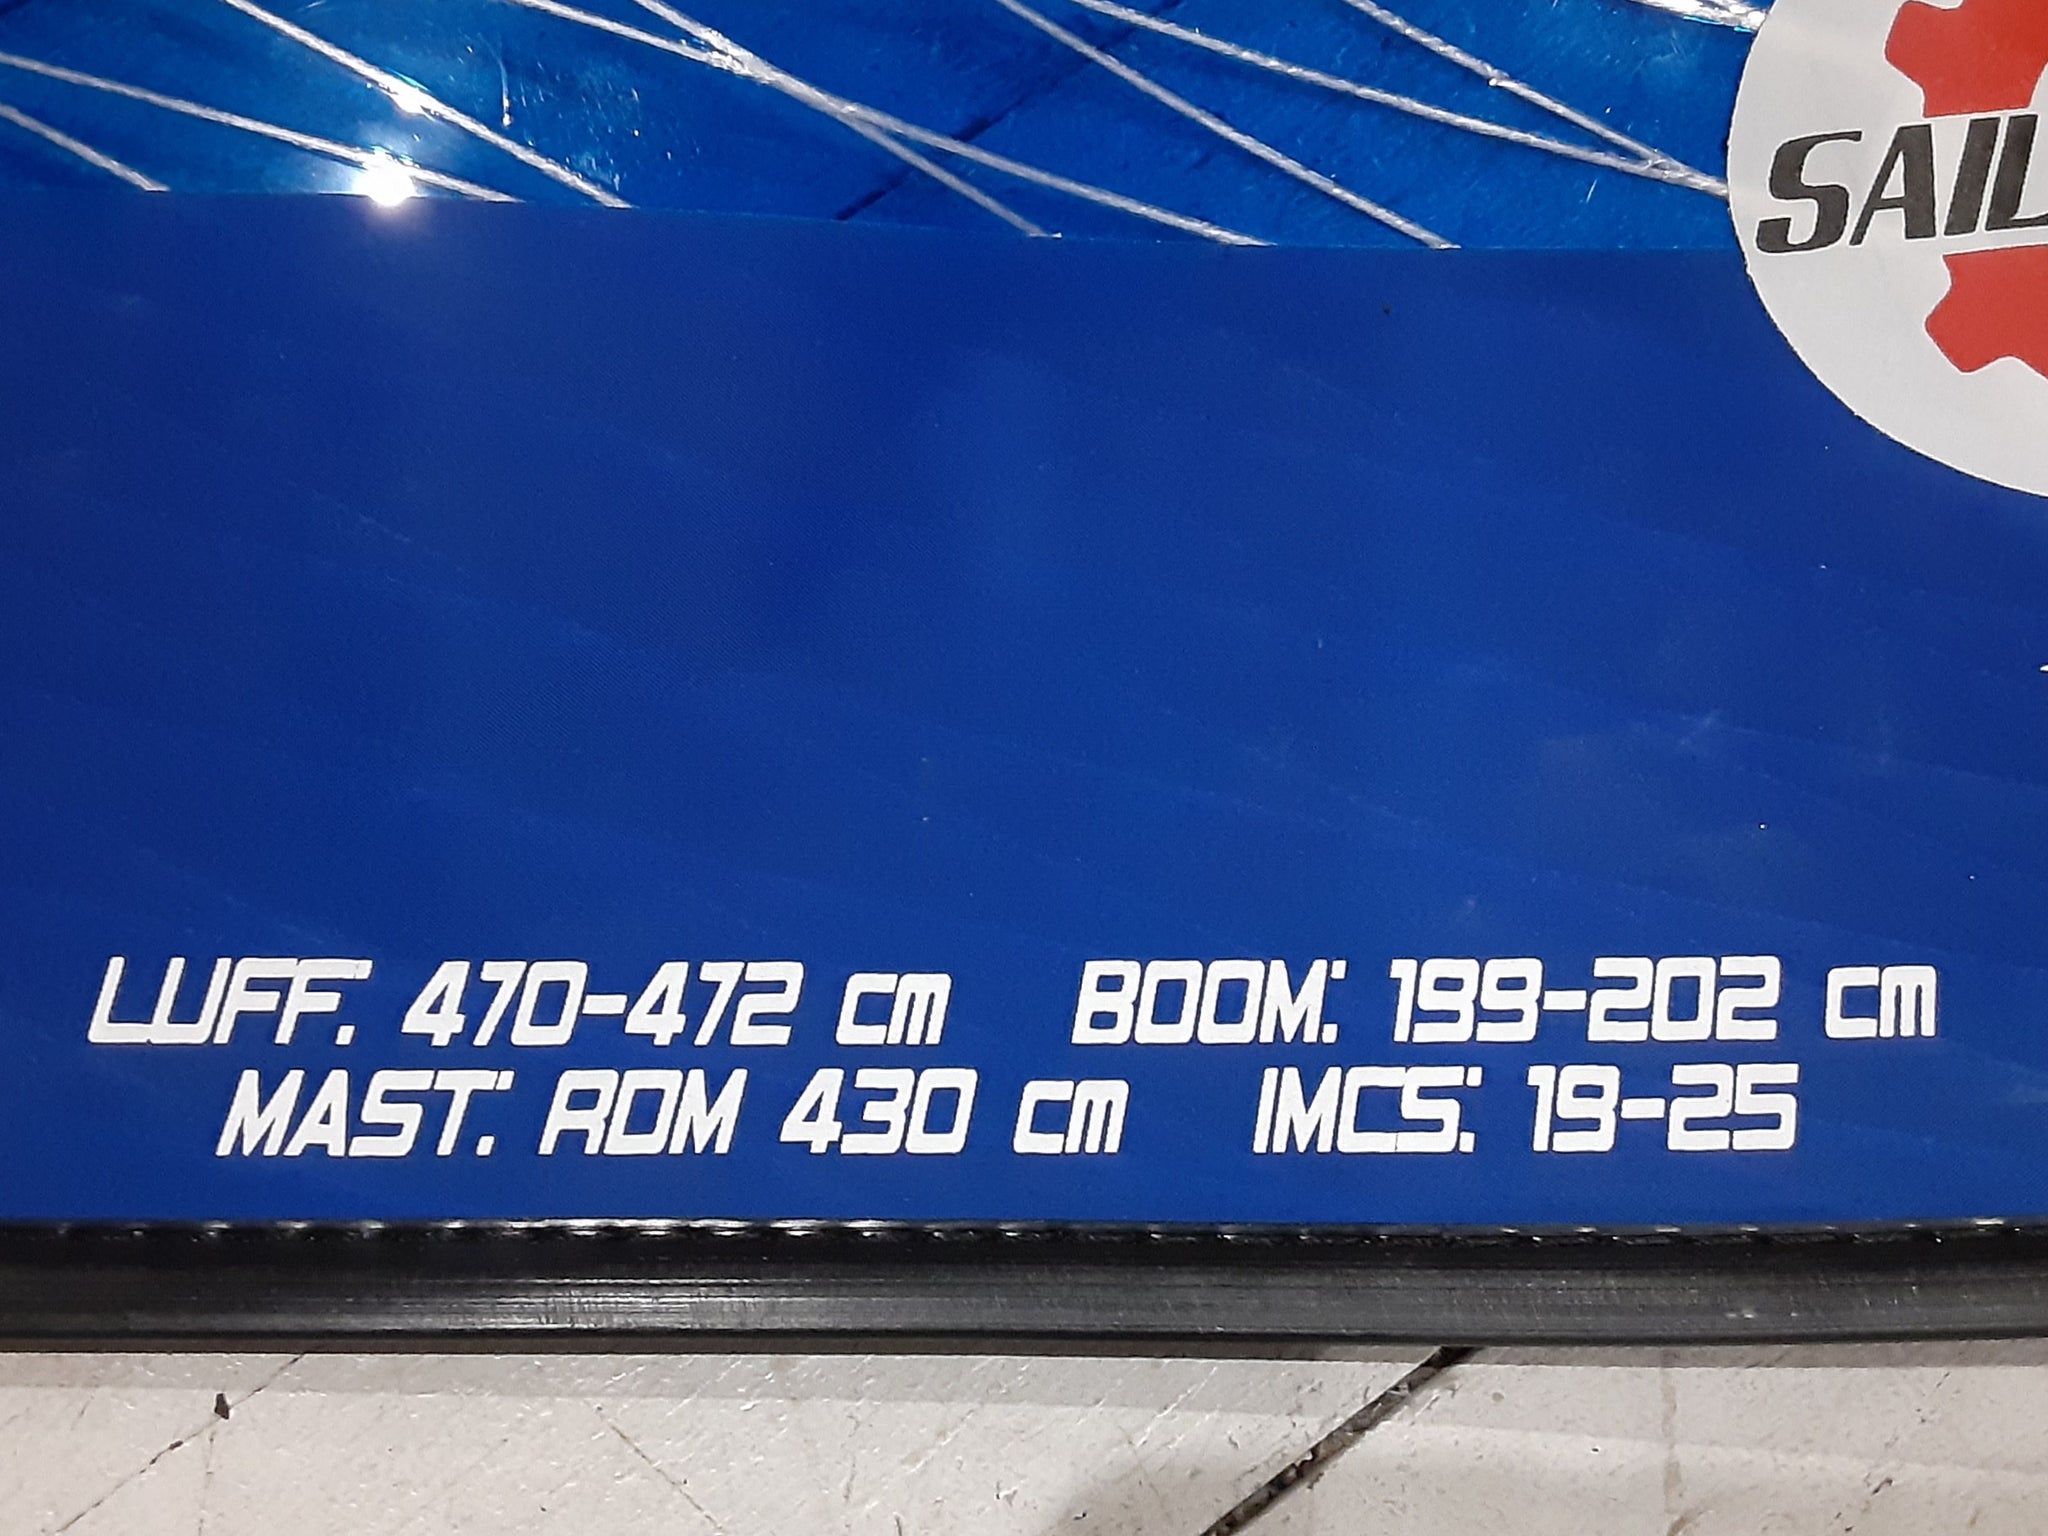 SAIL
LUFF: 470-472 cm BOOM: 199-202 cm
MAST: RDM 430 cm IMCS: 19-25